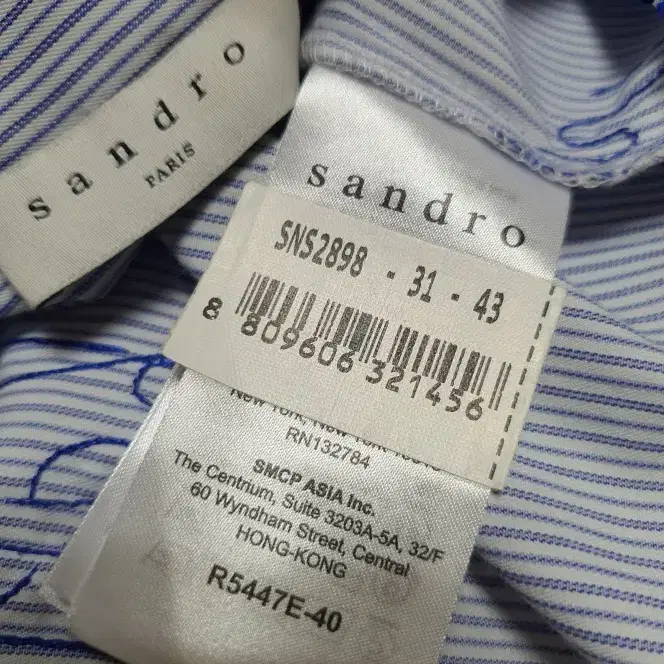 sandro
PARIS
sandro
SNS2898 - 31 - 43
8 809606 321456
RN132784
SMCP ASIA Inc.
The Centrium, Suite 3203A-5A, 32/F
60 Wyndham Street, Central
HONG-KONG
R5447E-40